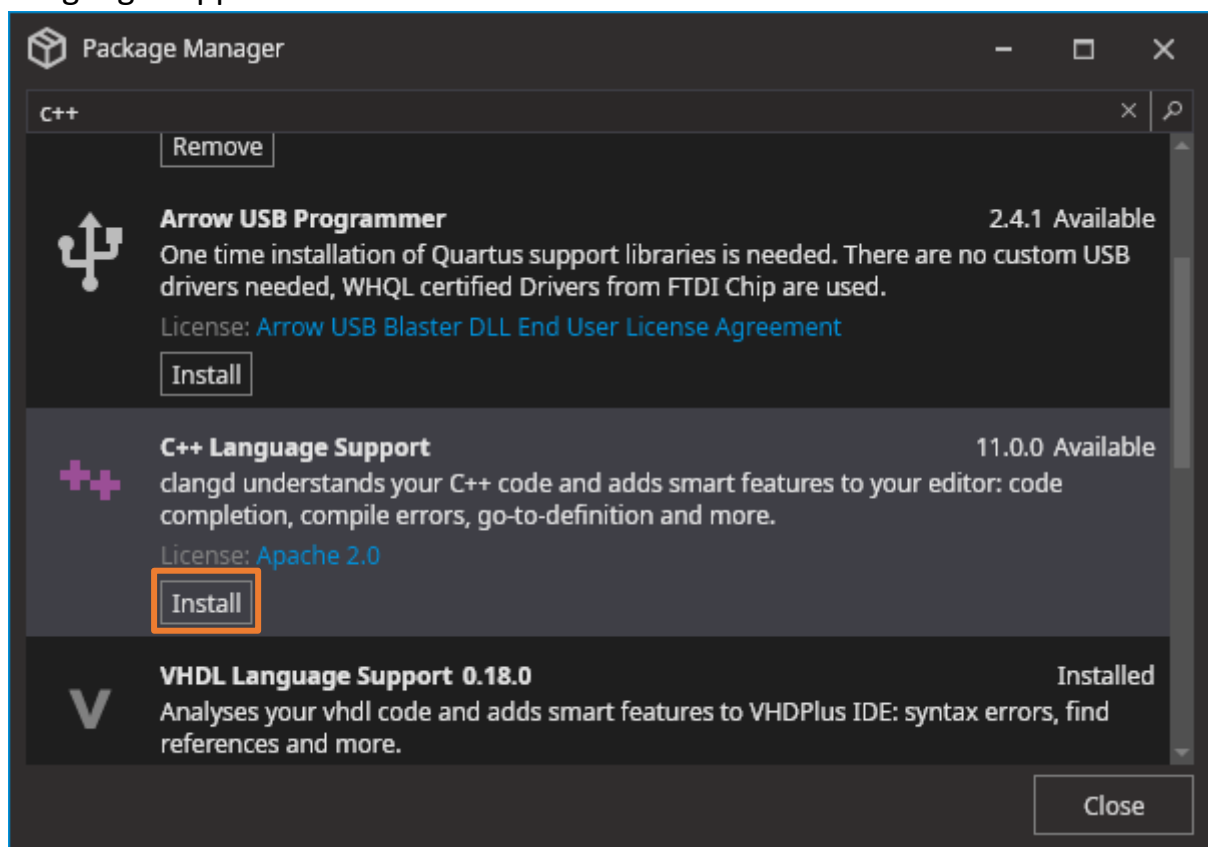 Package Manager
c++
Remove
Arrow USB Programmer 2.4.1 Available
One time installation of Quartus support libraries is needed. There are no custom USB
drivers needed, WHQL certified Drivers from FTDI Chip are used.
License: Arrow USB Blaster DLL End User License Agreement
Install
C++ Language Support 11.0.0 Available
clangd understands your C++ code and adds smart features to your editor: code
completion, compile errors, go-to-definition and more.
License: Apache 2.0
Install
VHDL Language Support 0.18.0 Installed
V
Analyses your vhdl code and adds smart features to VHDPlus IDE: syntax errors, find
references and more.
Close